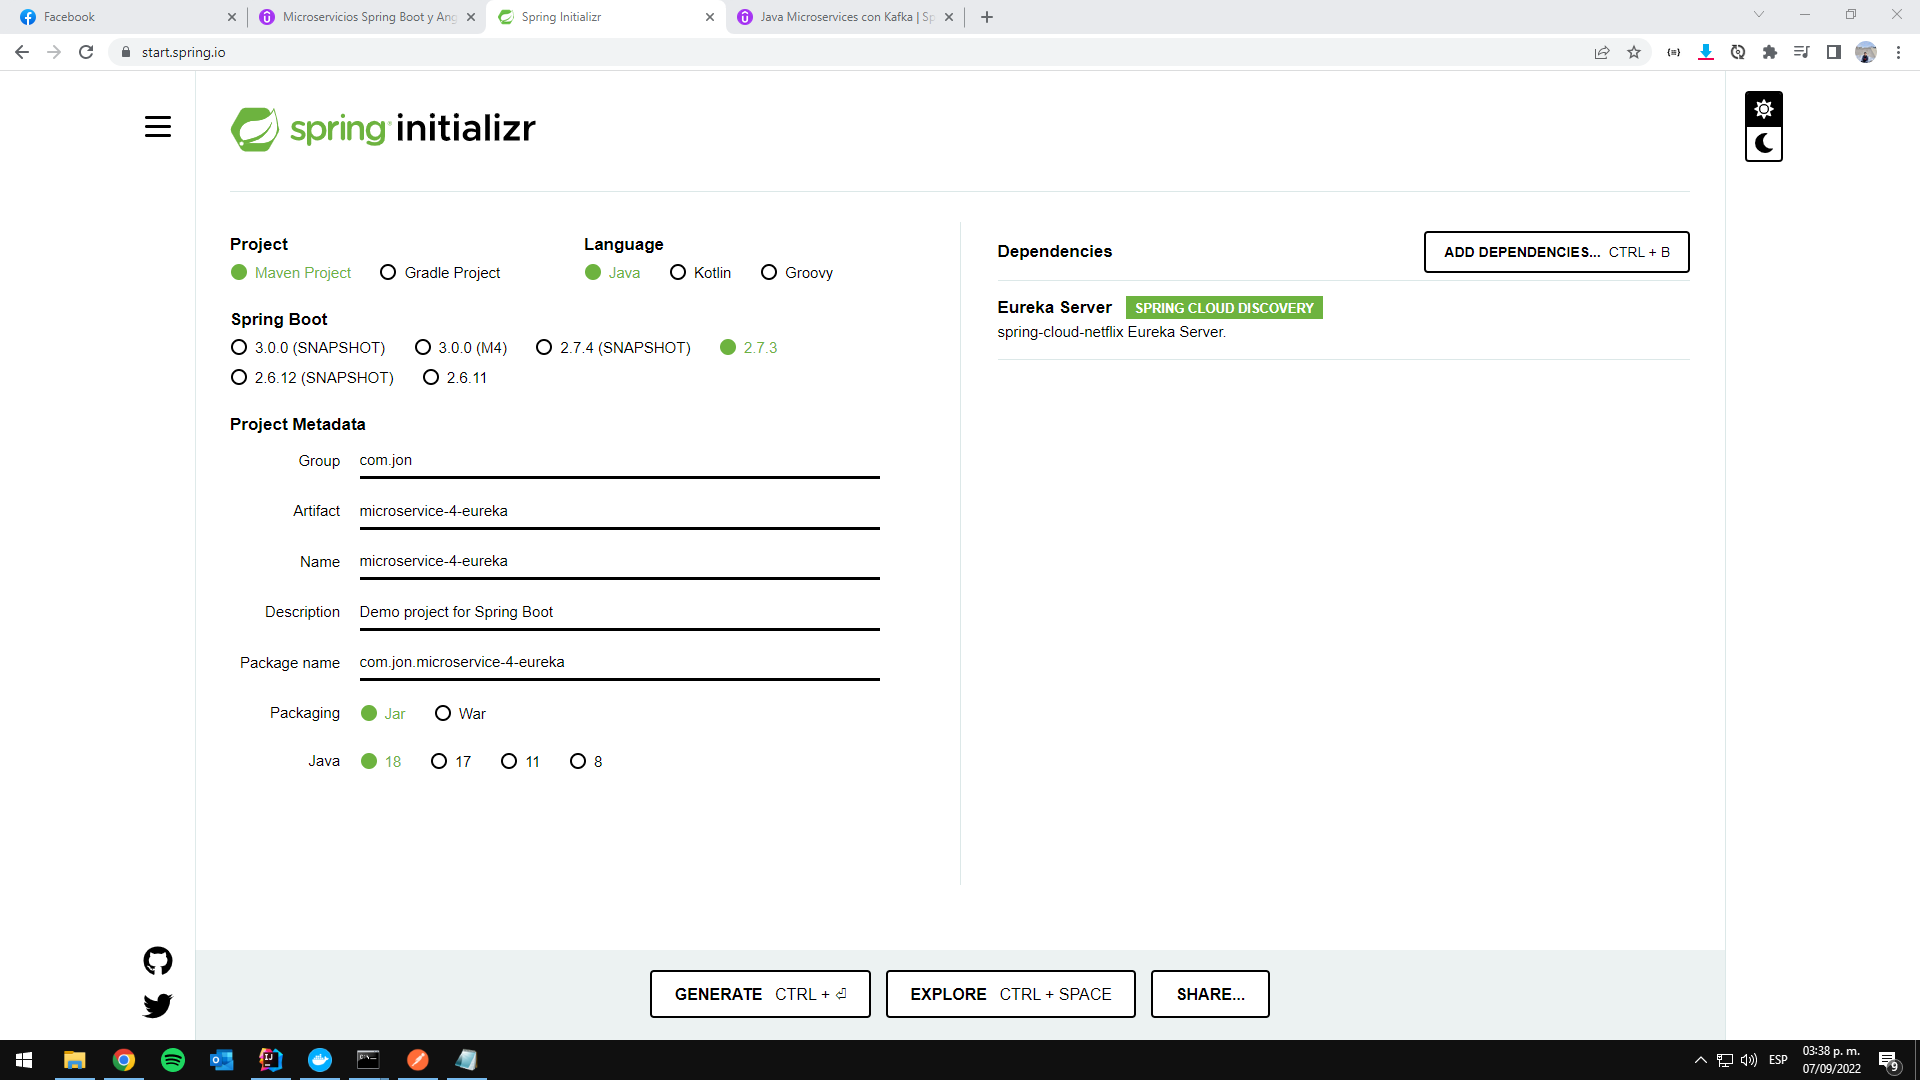 Facebook
Microservicios Spring Boot y Ang
Spring Initializr
Java Microservices con Kafka | Sp
start.spring.io
spring initializr
Project
Maven Project
Gradle Project
Language
Java
Kotlin
Groovy
Spring Boot
3.0.0 (SNAPSHOT)
3.0.0 (M4)
2.7.4 (SNAPSHOT)
2.7.3
2.6.12 (SNAPSHOT)
2.6.11
Project Metadata
Group com.jon
Artifact microservice-4-eureka
Name microservice-4-eureka
Description Demo project for Spring Boot
Package name com.jon.microservice-4-eureka
Packaging Jar War
Java 18 17 11 8
Dependencies
ADD DEPENDENCIES... CTRL + B
Eureka Server SPRING CLOUD DISCOVERY
spring-cloud-netflix Eureka Server.
GENERATE CTRL + ⏎
EXPLORE CTRL + SPACE
SHARE...
ESP
03:38 p. m.
07/09/2022
9